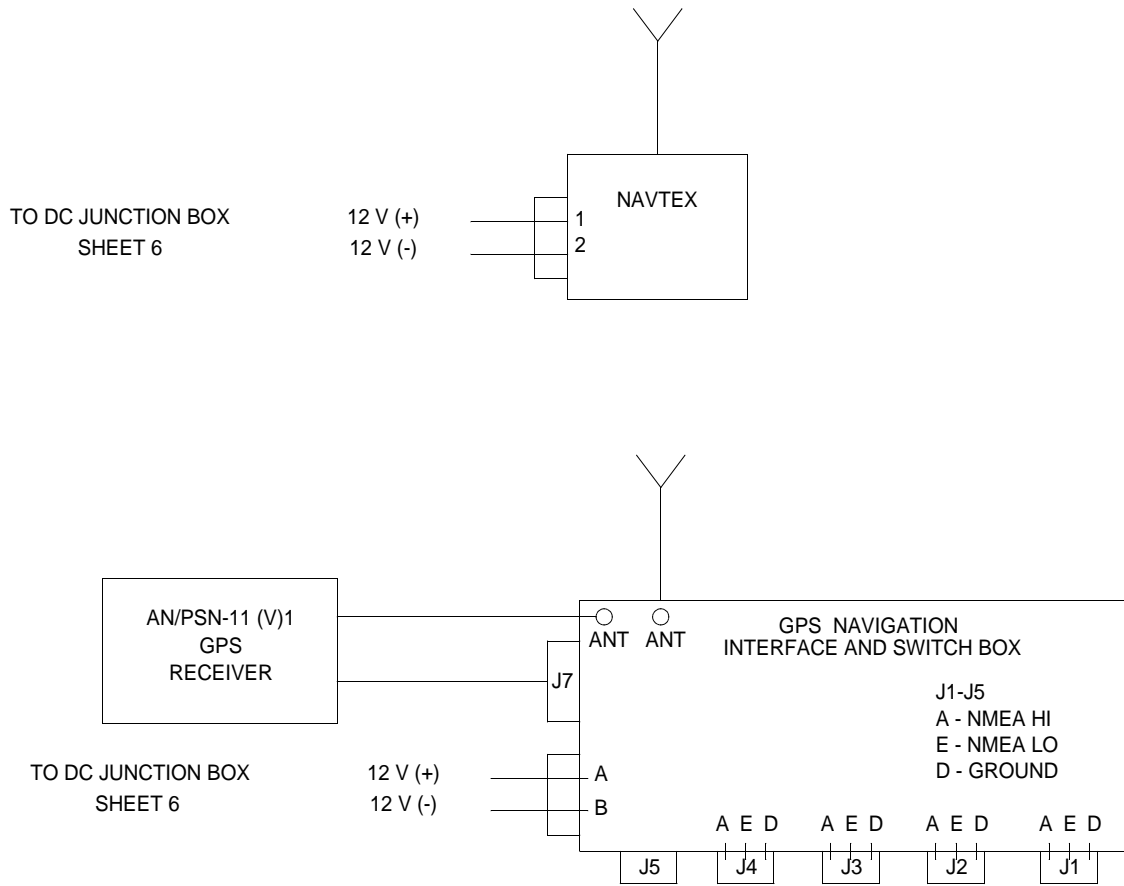 NAVTEX
TO DC JUNCTION BOX 12 V (+) 1
SHEET 6 12 V (-) 2
AN/PSN-11 (V)1
GPS
RECEIVER
ANT ANT
GPS NAVIGATION
INTERFACE AND SWITCH BOX
J7
J1-J5
A - NMEA HI
E - NMEA LO
D - GROUND
TO DC JUNCTION BOX 12 V (+) A
SHEET 6 12 V (-) B
A E D A E D A E D A E D
J5 J4 J3 J2 J1